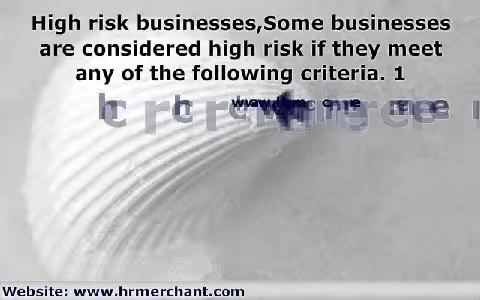 High risk businesses,Some businesses
are considered high risk if they meet
any of the following criteria. 1
Website: www.hrmerchant.com